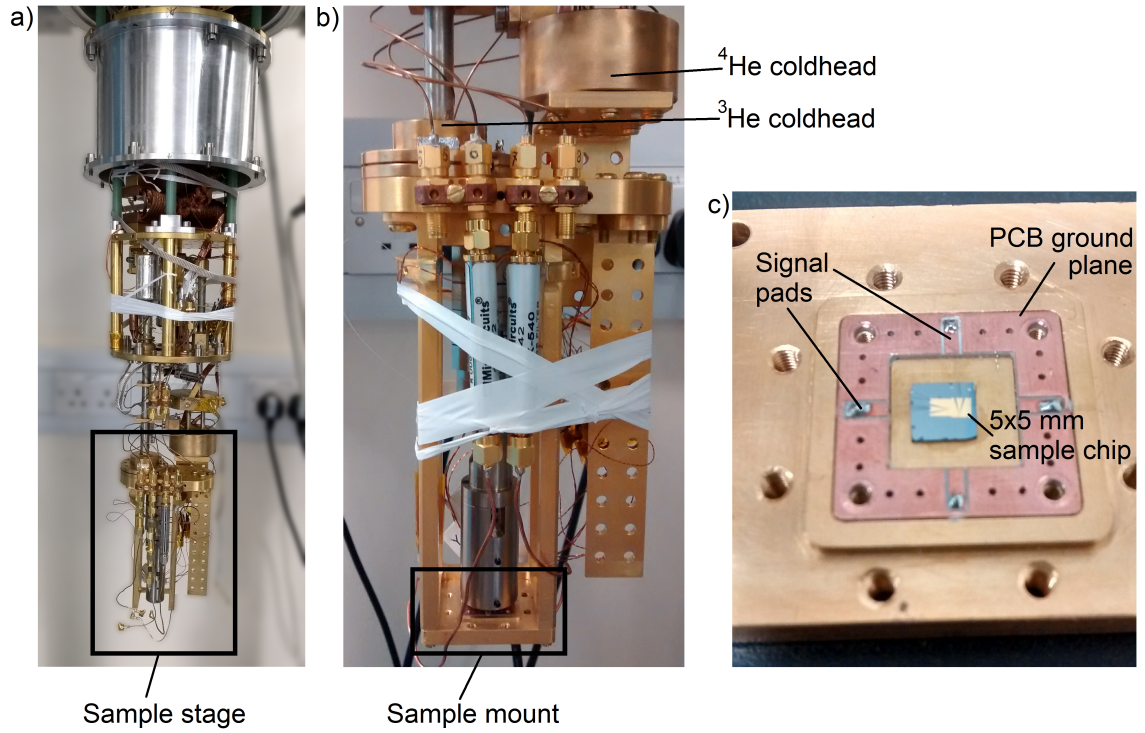 a)
b)
⁴He coldhead
³He coldhead
c)
PCB ground
plane
Signal
pads
5x5 mm
sample chip
Sample stage
Sample mount